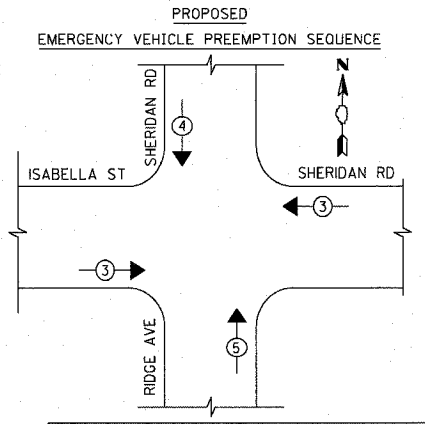 PROPOSED
EMERGENCY VEHICLE PREEMPTION SEQUENCE
SHERIDAN RD
N
4
ISABELLA ST
SHERIDAN RD
3
3
RIDGE AVE
5